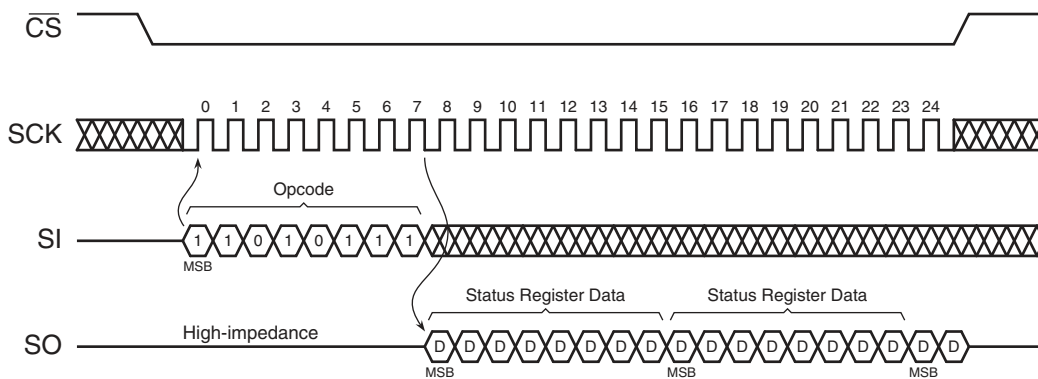 CS
0 1 2 3 4 5 6 7 8 9 10 11 12 13 14 15 16 17 18 19 20 21 22 23 24
SCK
Opcode
SI 1 1 0 1 0 1 1 1
MSB
Status Register Data Status Register Data
SO High-impedance D D D D D D D D D D D D D D D D D D
MSB MSB MSB